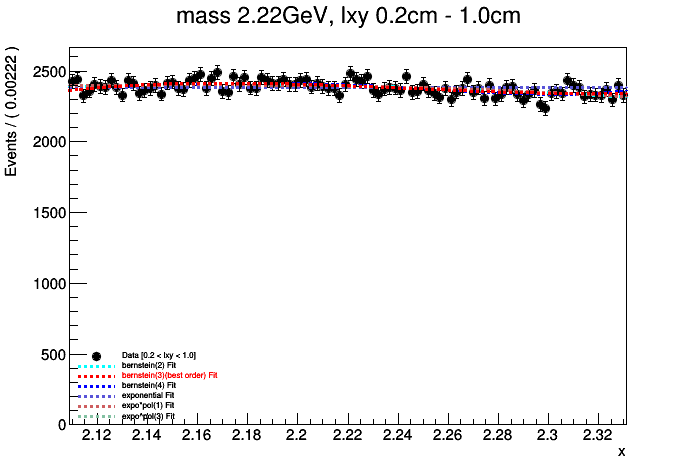 mass 2.22GeV, lxy 0.2cm - 1.0cm
Events / ( 0.00222 )
2500
2000
1500
1000
500
0
Data [0.2 < lxy < 1.0]
bernstein(2) Fit
bernstein(3)(best order) Fit
bernstein(4) Fit
exponential Fit
expo*pol(1) Fit
expo*pol(3) Fit
2.12 2.14 2.16 2.18 2.2 2.22 2.24 2.26 2.28 2.3 2.32
x